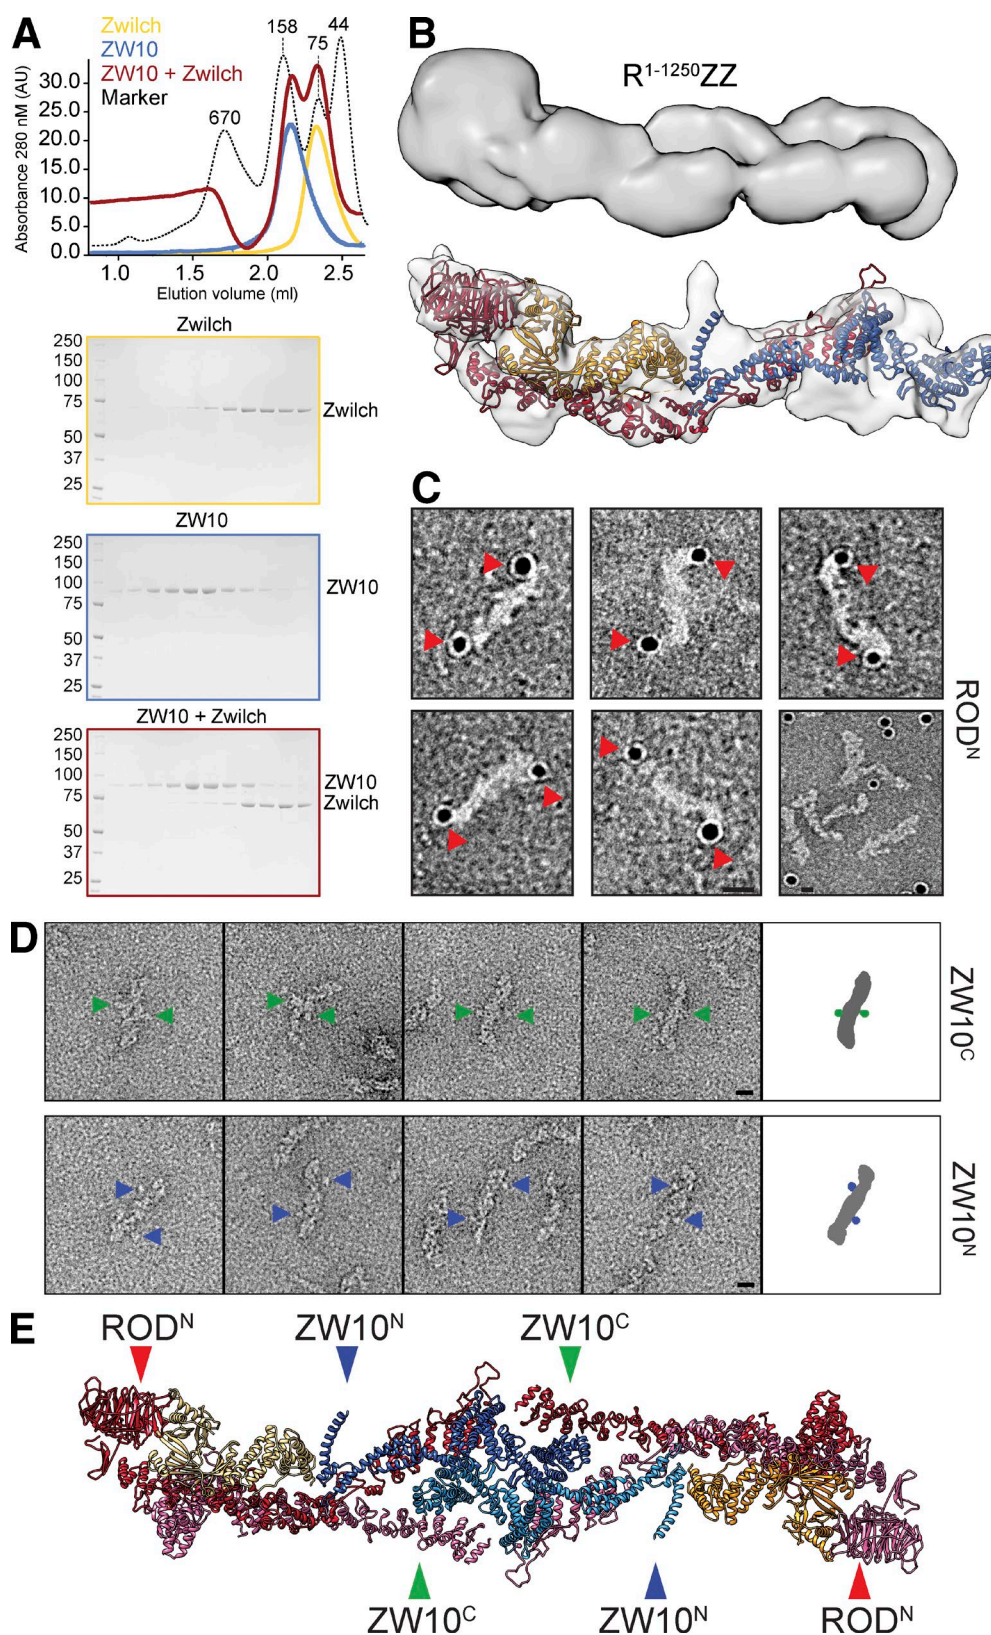 A
Zwilch
ZW10
ZW10 + Zwilch
Marker
158
44
75
670
Absorbance 280 nM (AU)
30.0
25.0
20.0
15.0
10.0
5.0
0.0
1.0 1.5 2.0 2.5
Elution volume (ml)
Zwilch
250
150
100
75
50
37
25
Zwilch
ZW10
250
150
100
75
50
37
25
ZW10
ZW10 + Zwilch
250
150
100
75
50
37
25
ZW10
Zwilch
B
R¹⁻¹²⁵⁰ZZ
C
RODᴺ
D
ZW10ᶜ
ZW10ᴺ
E
RODᴺ ZW10ᴺ ZW10ᶜ
ZW10ᶜ ZW10ᴺ RODᴺ